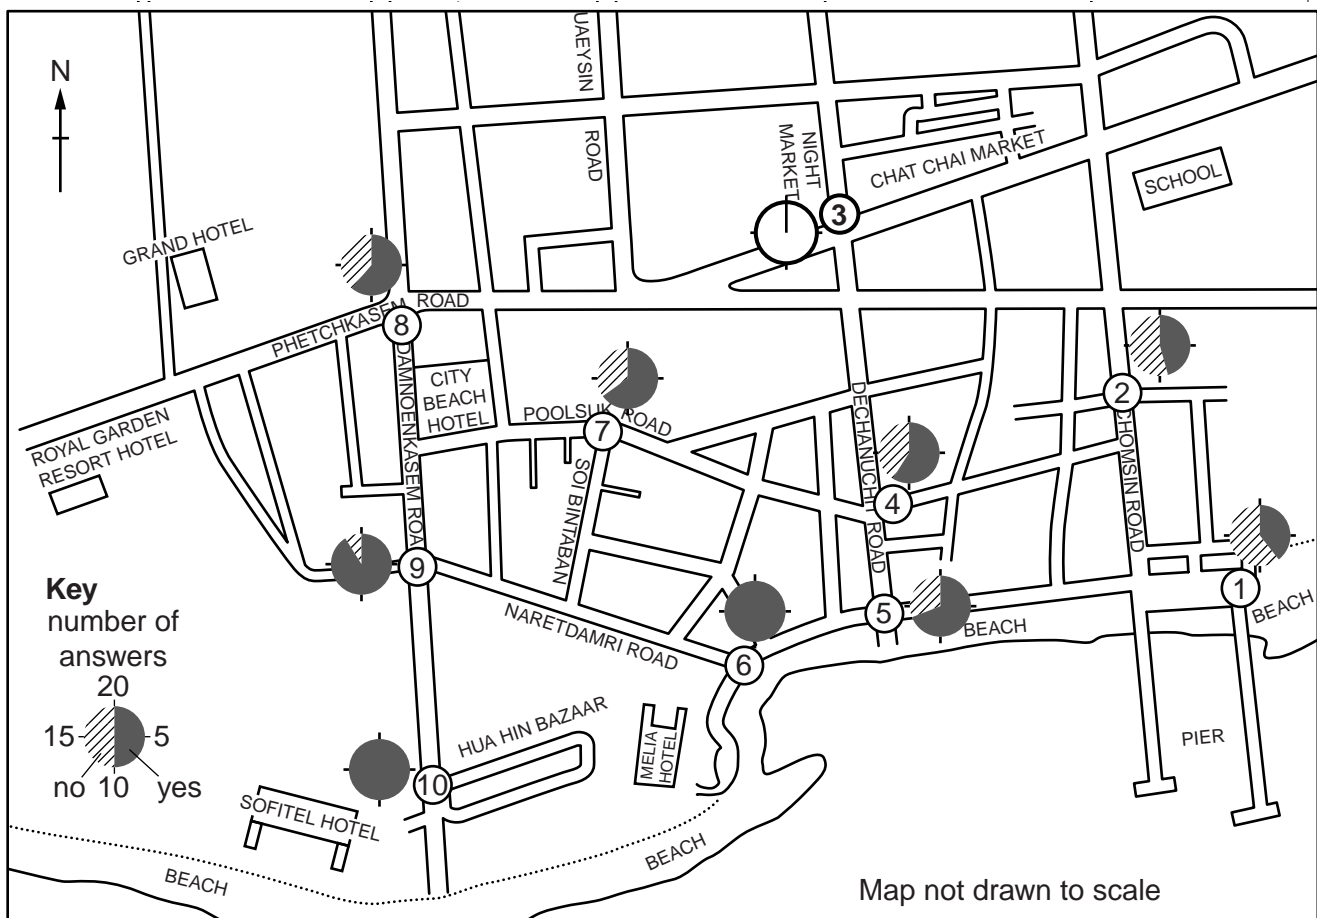 N
UAEYSIN
ROAD
NIGHT
MARKET
3
CHAT CHAI MARKET
SCHOOL
GRAND HOTEL
PHETCHKASEM ROAD
8
DAMNOENKASEM ROAD
CITY
BEACH
HOTEL
POOLSUK ROAD
7
SOI BINTABAN
DECHANUCHIT ROAD
2
CHOMSIN ROAD
4
ROYAL GARDEN
RESORT HOTEL
9
NARETDAMRI ROAD
5
BEACH
1
BEACH
6
Key
number of
answers
20
15
5
no
10
yes
HUA HIN BAZAAR
MELIA
HOTEL
PIER
10
SOFITEL HOTEL
BEACH
BEACH
Map not drawn to scale